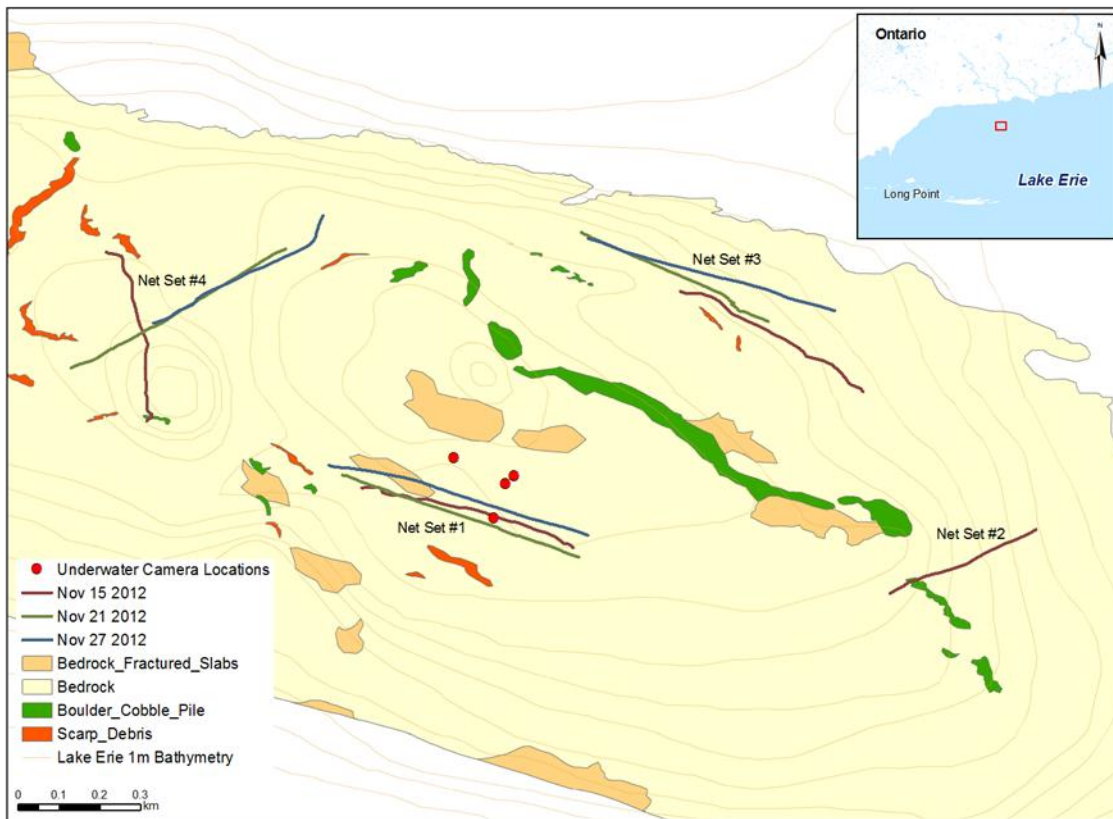 Ontario
N
Lake Erie
Long Point
Net Set #4
Net Set #3
Net Set #1
Net Set #2
Underwater Camera Locations
Nov 15 2012
Nov 21 2012
Nov 27 2012
Bedrock_Fractured_Slabs
Bedrock
Boulder_Cobble_Pile
Scarp_Debris
Lake Erie 1m Bathymetry
0 0.1 0.2 0.3
km